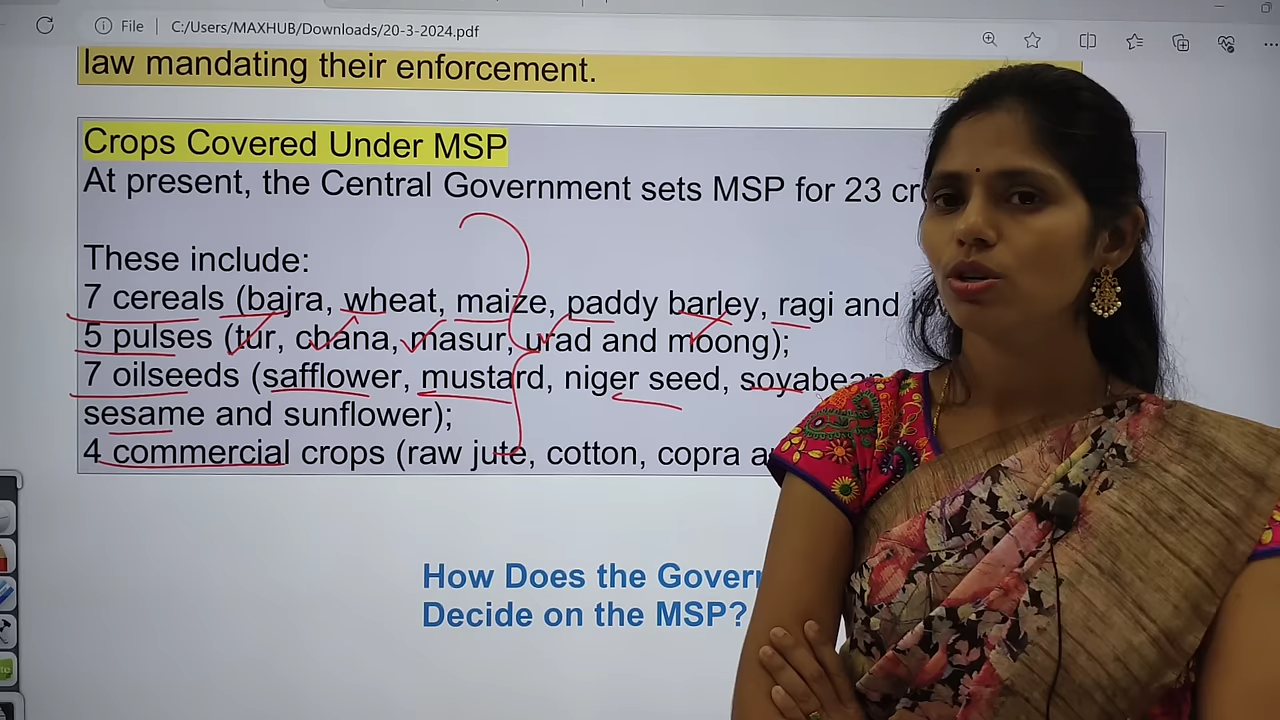 File
C:/Users/MAXHUB/Downloads/20-3-2024.pdf
law mandating their enforcement.
Crops Covered Under MSP
At present, the Central Government sets MSP for 23
These include:
7 cereals (bajra, wheat, maize, paddy barley, ragi and
5 pulses (tur, chana, masur, urad and moong);
7 oilseeds (safflower, mustard, niger seed, soyabean
sesame and sunflower);
4 commercial crops (raw jute, cotton, copra
How Does the
Decide on the MSP?